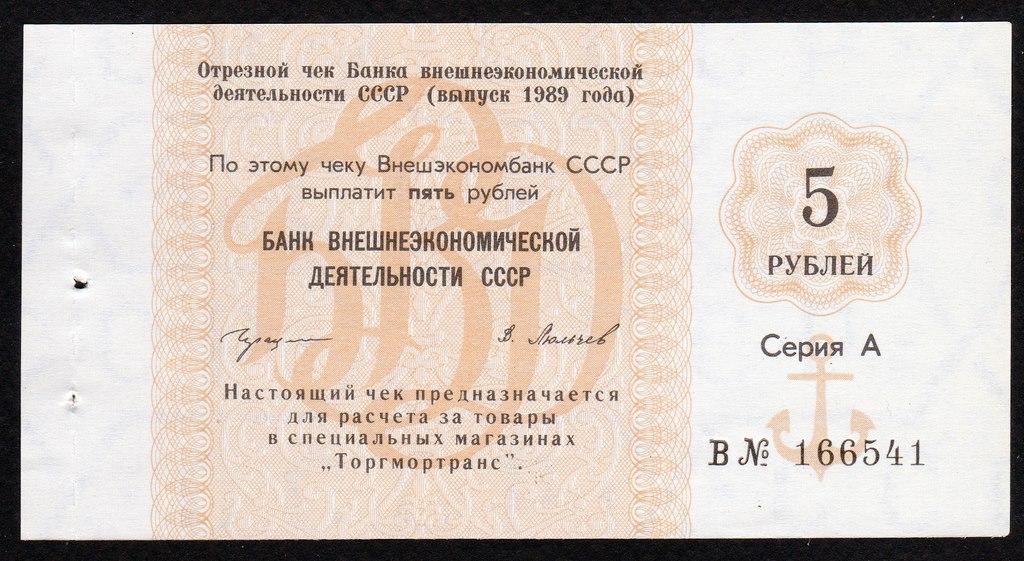 Отрезной чек Банка внешнеэкономической
деятельности СССР (выпуск 1989 года)
По этому чеку Внешэкономбанк СССР
выплатит пять рублей
БАНК ВНЕШНЕЭКОНОМИЧЕСКОЙ
ДЕЯТЕЛЬНОСТИ СССР
В. Люльчев
Настоящий чек предназначается
для расчета за товары
в специальных магазинах
„Торгмортранс".
5
РУБЛЕЙ
Серия А
В № 166541